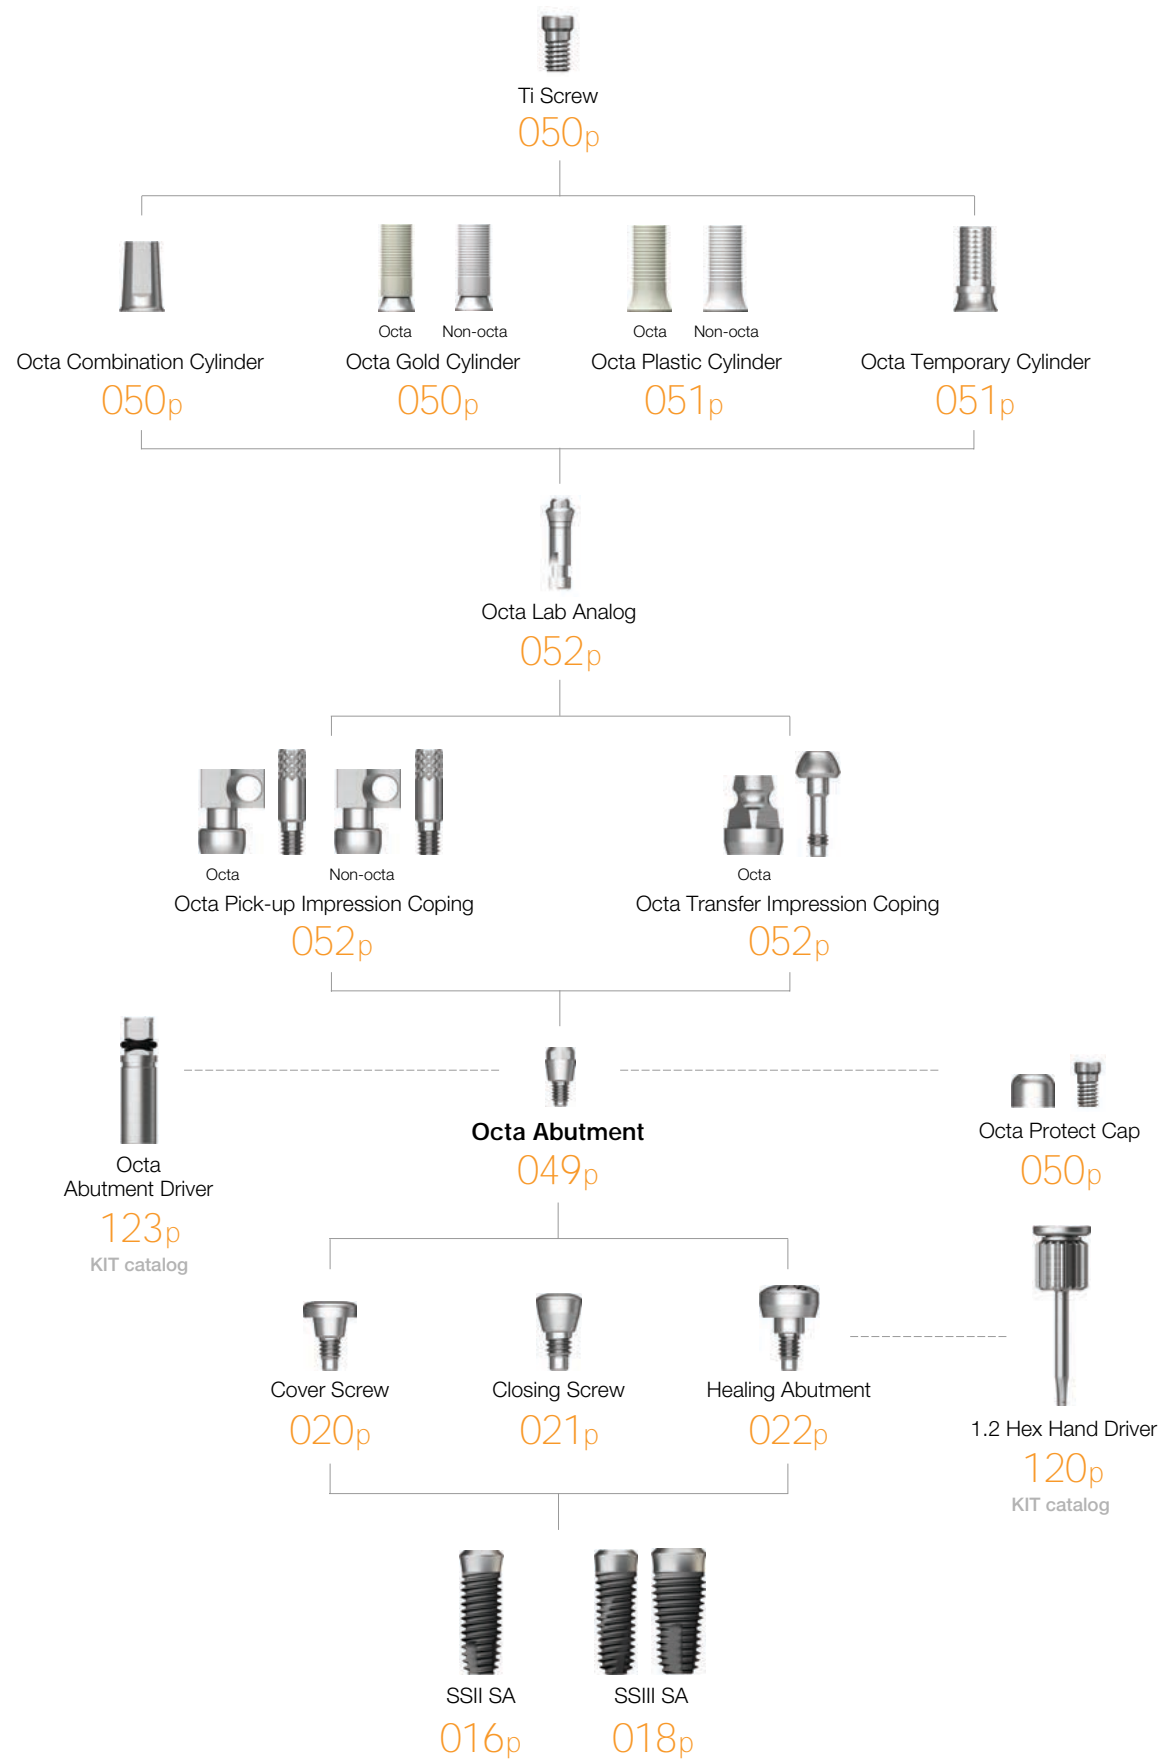 Ti Screw
050p
Octa
Non-octa
Octa
Non-octa
Octa Combination Cylinder
Octa Gold Cylinder
Octa Plastic Cylinder
Octa Temporary Cylinder
050p
050p
051p
051p
Octa Lab Analog
052p
Octa
Non-octa
Octa
Octa Pick-up Impression Coping
Octa Transfer Impression Coping
052p
052p
Octa Abutment
049p
Octa Protect Cap
050p
Octa
Abutment Driver
123p
KIT catalog
Cover Screw
Closing Screw
Healing Abutment
020p
021p
022p
1.2 Hex Hand Driver
120p
KIT catalog
SSII SA
SSIII SA
016p
018p